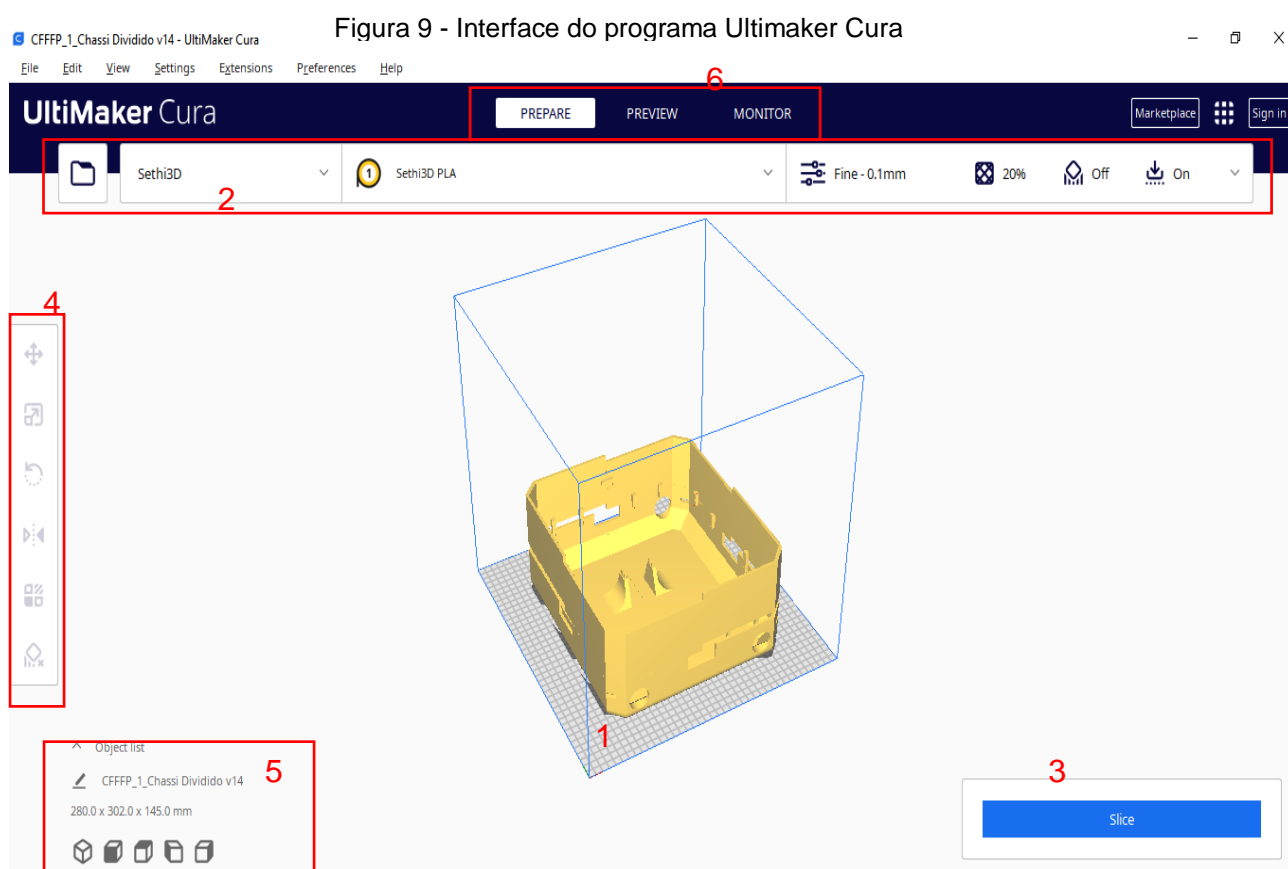 Figura 9 - Interface do programa Ultimaker Cura
CFFFP_1_Chassi Dividido v14 - UltiMaker Cura
File Edit View Settings Extensions Preferences Help
6
UltiMaker Cura
PREPARE PREVIEW MONITOR
Marketplace
Sign in
Sethi3D
1 Sethi3D PLA
Fine - 0.1mm
20%
Off
On
2
4
1
Object list
5
CFFFP_1_Chassi Dividido v14
280.0 x 302.0 x 145.0 mm
3
Slice